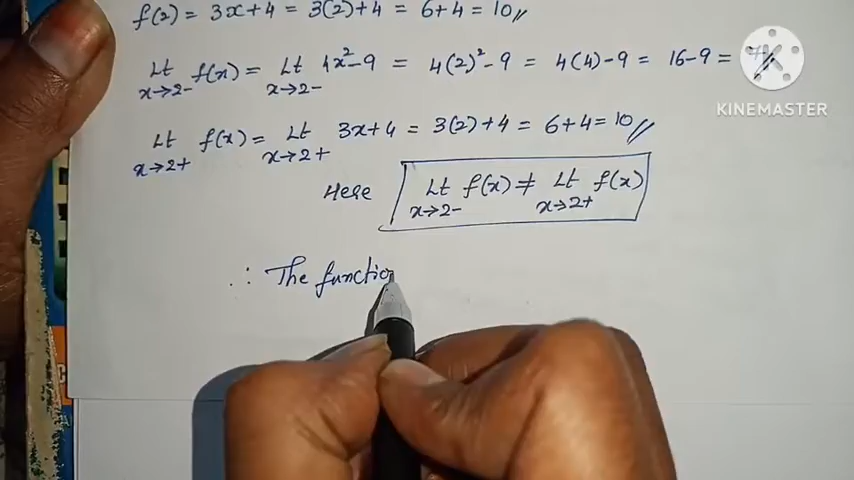 f(2) = 3x+4 = 3(2)+4 = 6+4 = 10//
Lt x→2- f(x) = Lt x→2- 4x²-9 = 4(2)²-9 = 4(4)-9 = 16-9 =
KINEMASTER
Lt x→2+ f(x) = Lt x→2+ 3x+4 = 3(2)+4 = 6+4 = 10//
Here Lt x→2- f(x) ≠ Lt x→2+ f(x)
∴ The function